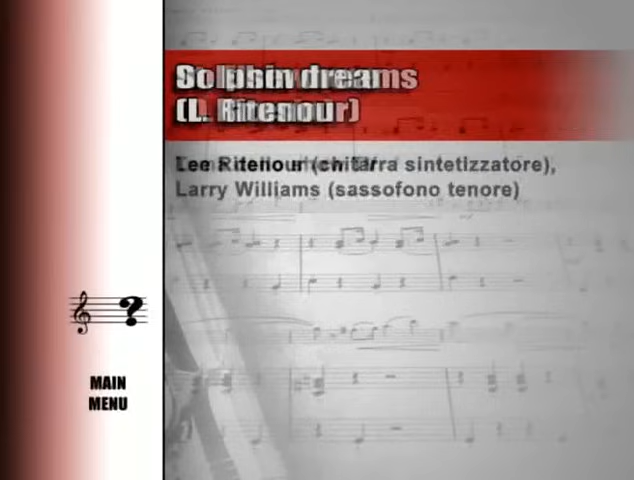 Dolphin dreams
(L. Ritenour)
Lee Ritenour (chitarra sintetizzatore),
Larry Williams (sassofono tenore)
?
MAIN
MENU